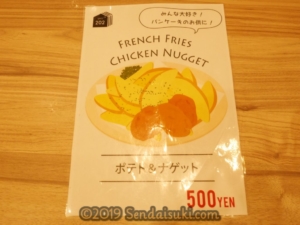 みんな大好き!
パンケーキのお供に!
FRENCH FRIES
CHICKEN NUGGET
ポテト&ナゲット
500YEN
©2019 Sendaisuki.com